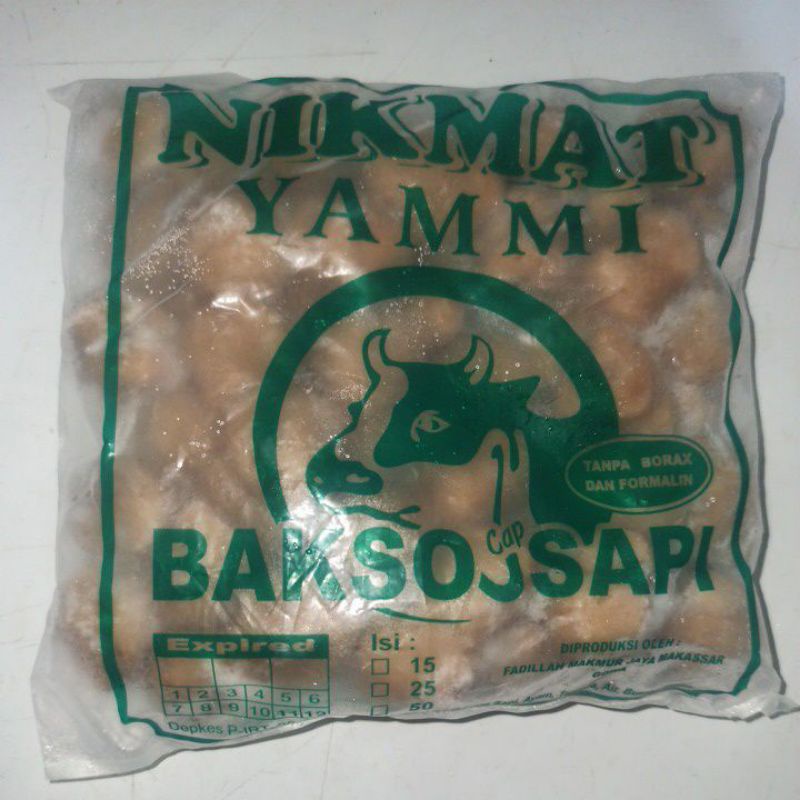 NIKMAT
YAMMI
TANPA BORAX
DAN FORMALIN
BAKSO Cap SAPI
Expired
1 2 3 4 5 6
7 8 9 10 11 12
Depkes
Isi :
15
25
50
DIPRODUKSI OLEH :
FADILLAH MAKMUR JAYA MAKASSAR